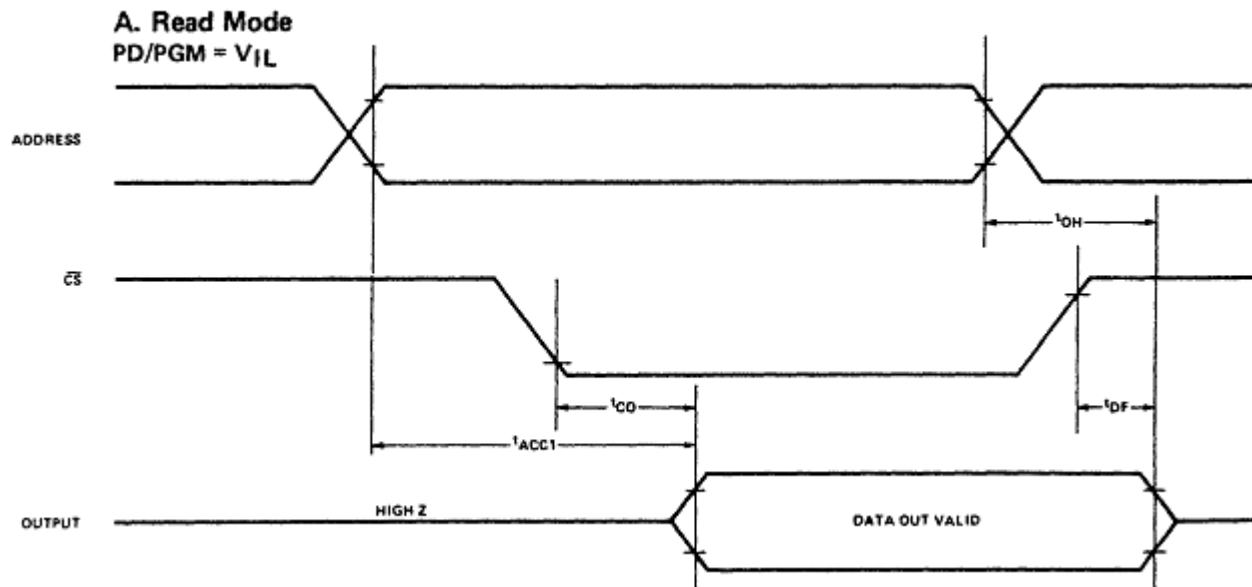 A. Read Mode
PD/PGM = VIL
ADDRESS
tOH
CS
tCO
tDF
tACC1
HIGH Z
OUTPUT
DATA OUT VALID